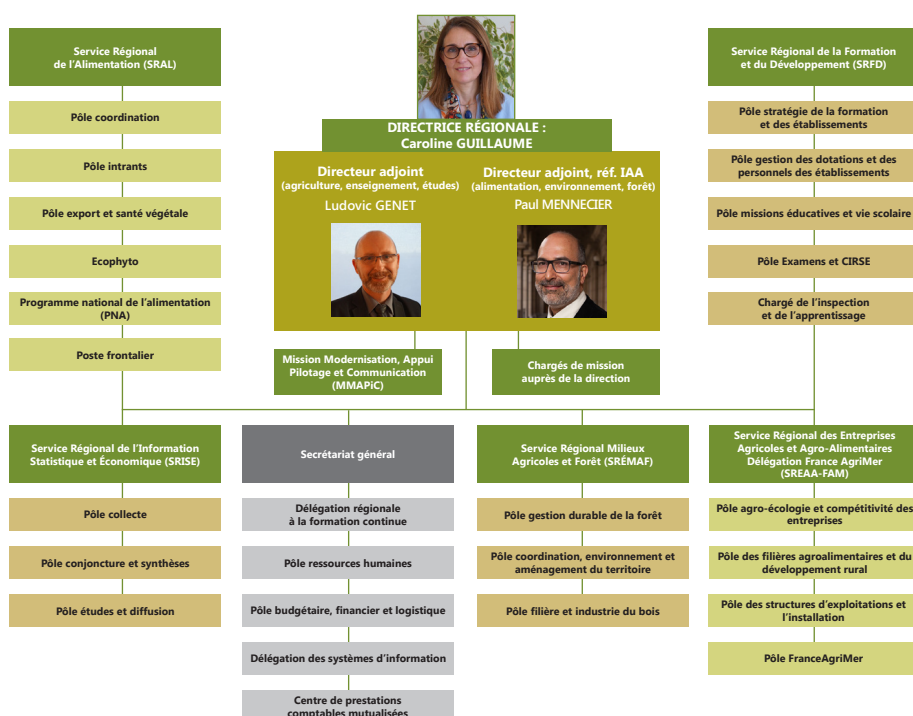 Service Régional
de l'Alimentation (SRAL)
Pôle coordination
Pôle intrants
Pôle export et santé végétale
Ecophyto
Programme national de l'alimentation
(PNA)
Poste frontalier
DIRECTRICE RÉGIONALE :
Caroline GUILLAUME
Directeur adjoint
(agriculture, enseignement, études)
Ludovic GENET
Directeur adjoint, réf. IAA
(alimentation, environnement, forêt)
Paul MENNECIER
Mission Modernisation, Appui
Pilotage et Communication
(MMAPiC)
Chargés de mission
auprès de la direction
Service Régional de la Formation
et du Développement (SRFD)
Pôle stratégie de la formation
et des établissements
Pôle gestion des dotations et des
personnels des établissements
Pôle missions éducatives et vie scolaire
Pôle Examens et CIRSE
Chargé de l'inspection
et de l'apprentissage
Service Régional de l'Information
Statistique et Économique (SRISE)
Pôle collecte
Pôle conjoncture et synthèses
Pôle études et diffusion
Secrétariat général
Délégation régionale
à la formation continue
Pôle ressources humaines
Pôle budgétaire, financier et logistique
Délégation des systèmes d'information
Centre de prestations
comptables mutualisées
Service Régional Milieux
Agricoles et Forêt (SRÉMAF)
Pôle gestion durable de la forêt
Pôle coordination, environnement et
aménagement du territoire
Pôle filière et industrie du bois
Service Régional des Entreprises
Agricoles et Agro-Alimentaires
Délégation France AgriMer
(SREAA-FAM)
Pôle agro-écologie et compétitivité des
entreprises
Pôle des filières agroalimentaires et du
développement rural
Pôle des structures d'exploitations et
l'installation
Pôle FranceAgriMer